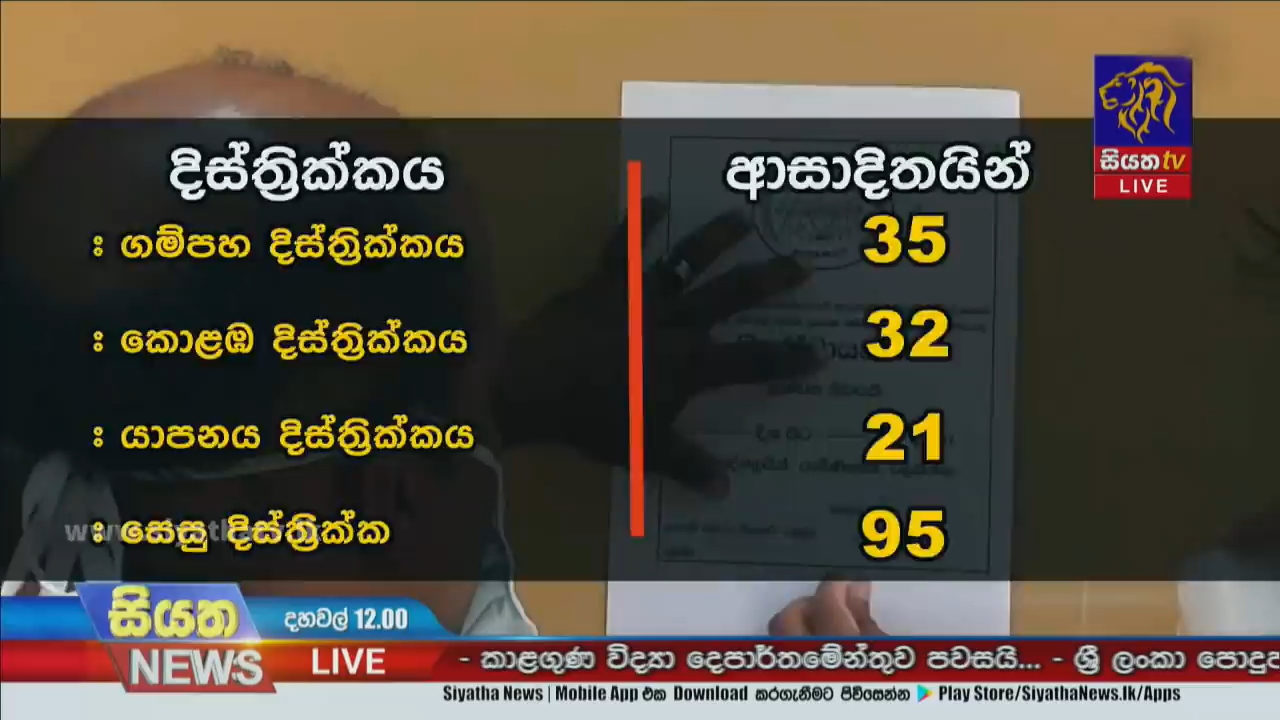 සියත tv
LIVE
දිස්ත්‍රික්කය ආසාදිතයින්
: ගම්පහ දිස්ත්‍රික්කය 35
: කොළඹ දිස්ත්‍රික්කය 32
: යාපනය දිස්ත්‍රික්කය 21
: සෙසු දිස්ත්‍රික්ක 95
සියත දහවල් 12.00
NEWS LIVE - කාළගුණ විද්‍යා දෙපාර්තමේන්තුව පවසයි... - ශ්‍රී ලංකා
Siyatha News | Mobile App එක Download කරගැනීමට පිවිසෙන්න Play Store/SiyathaNews.lk/Apps